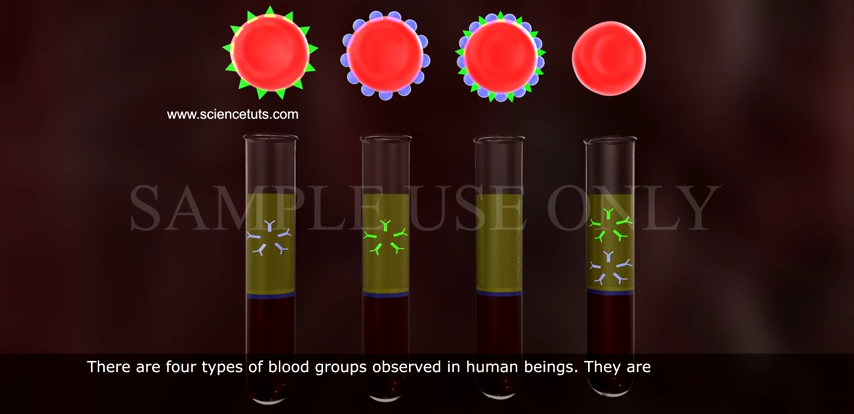 www.sciencetuts.com
SAMPLE USE ONLY
There are four types of blood groups observed in human beings. They are